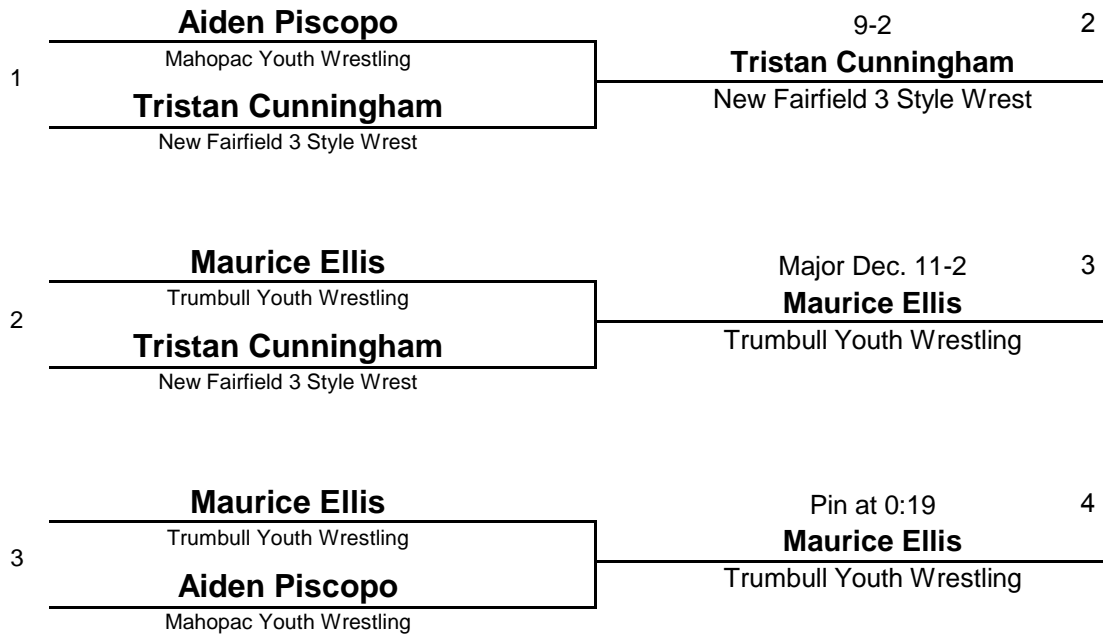 Aiden Piscopo
Mahopac Youth Wrestling
1
Tristan Cunningham
New Fairfield 3 Style Wrest
9-2
2
Tristan Cunningham
New Fairfield 3 Style Wrest
Maurice Ellis
Trumbull Youth Wrestling
2
Tristan Cunningham
New Fairfield 3 Style Wrest
Major Dec. 11-2
3
Maurice Ellis
Trumbull Youth Wrestling
Maurice Ellis
Trumbull Youth Wrestling
3
Aiden Piscopo
Mahopac Youth Wrestling
Pin at 0:19
4
Maurice Ellis
Trumbull Youth Wrestling